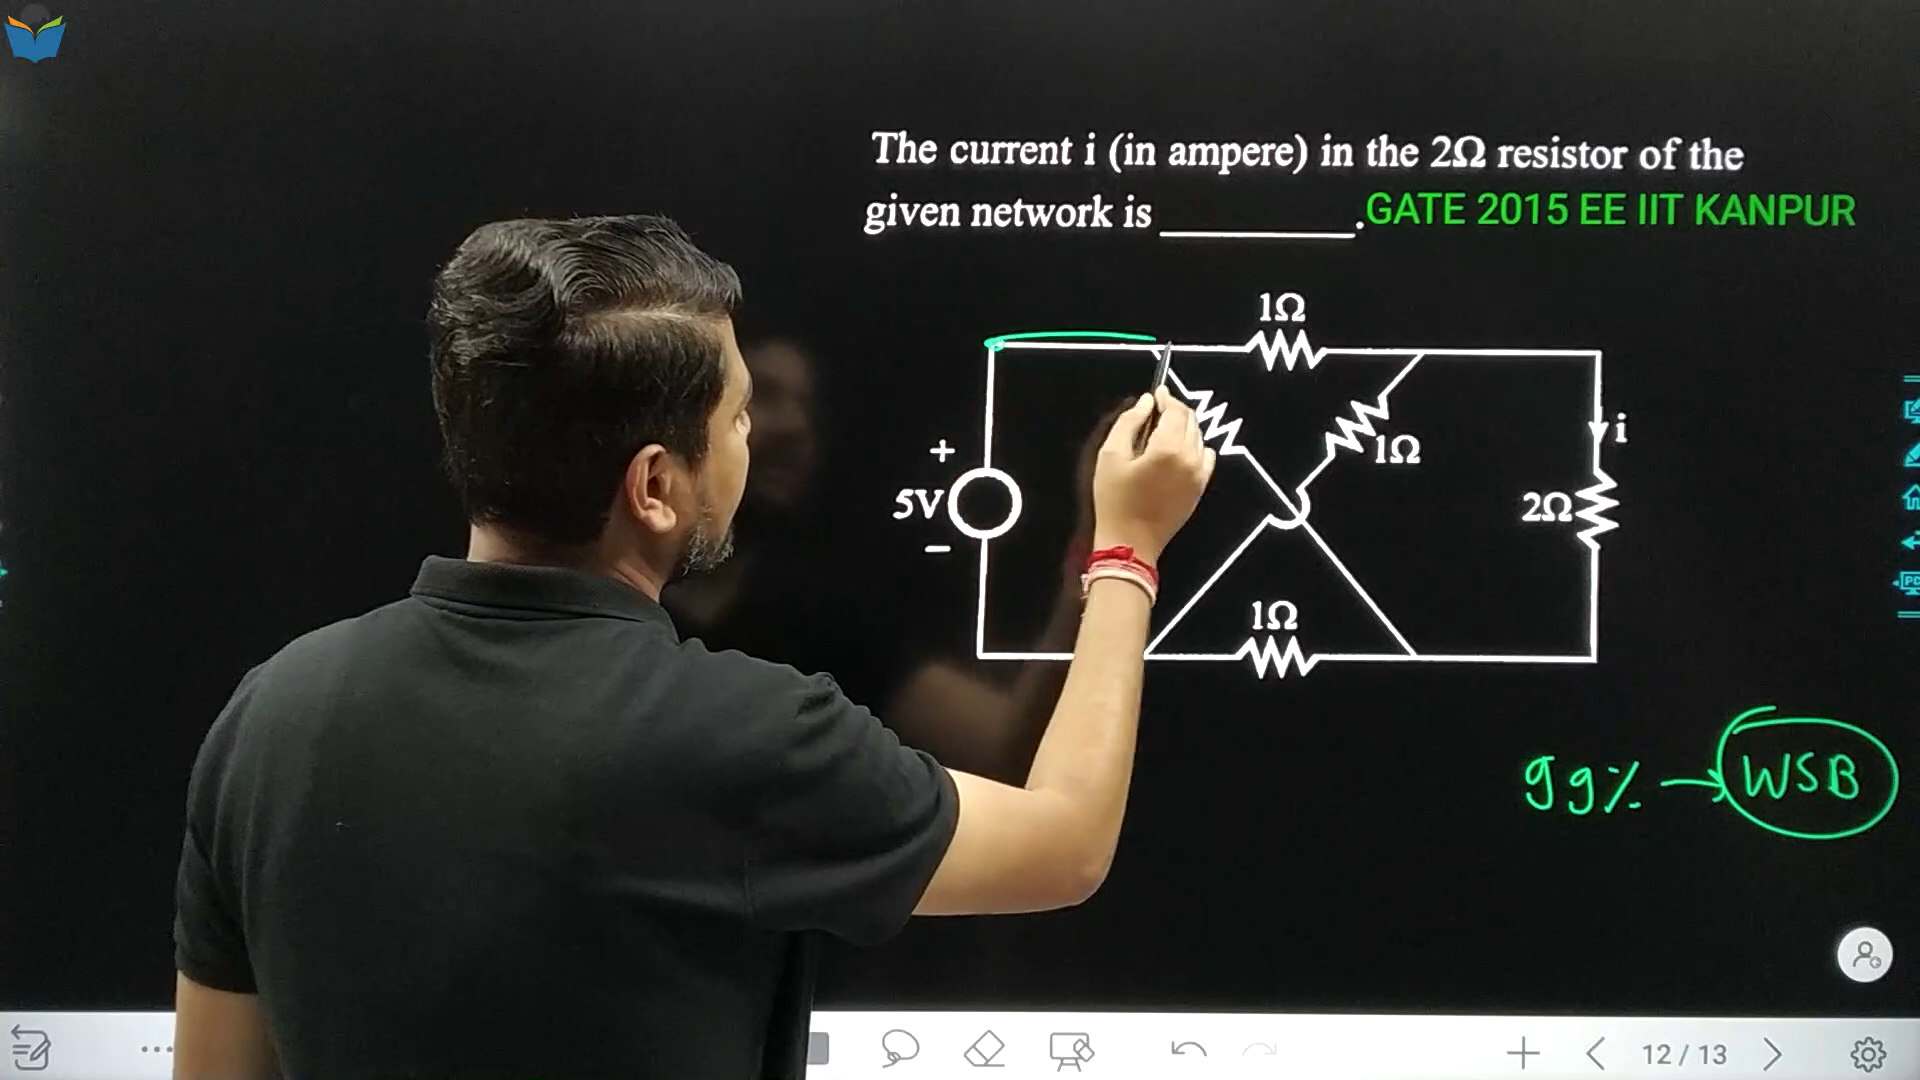 The current i (in ampere) in the 2Ω resistor of the
given network is ________. GATE 2015 EE IIT KANPUR
1Ω
+
5V
−
1Ω
i
2Ω
1Ω
99% → WSB
12 / 13